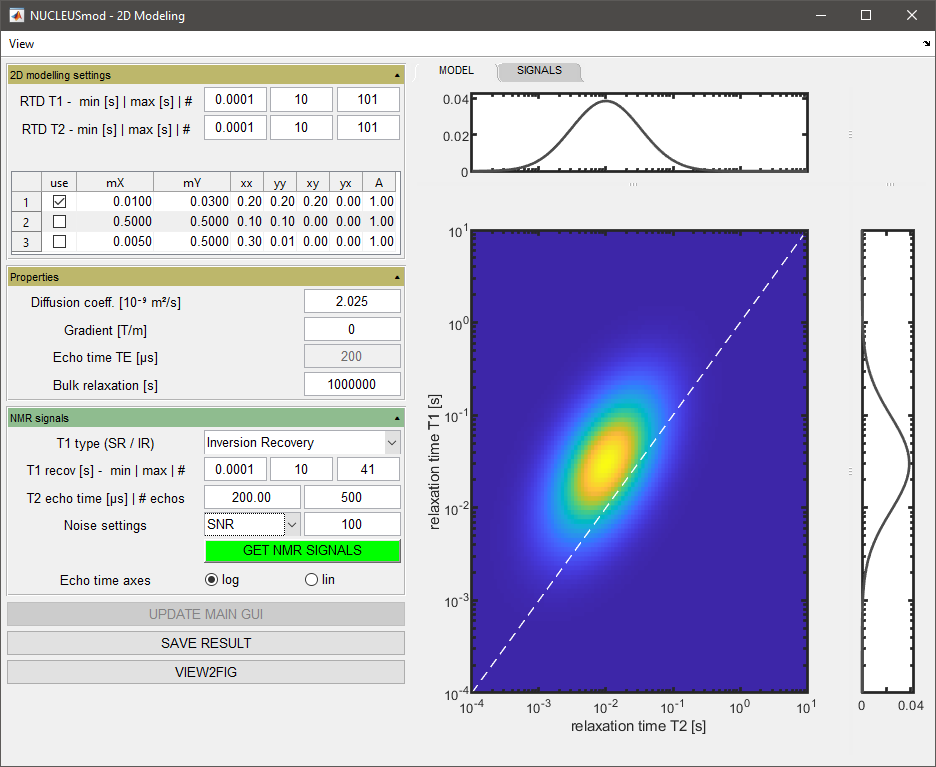 NUCLEUSmod - 2D Modeling
View
2D modelling settings
RTD T1 - min [s] | max [s] | # 0.0001 10 101
RTD T2 - min [s] | max [s] | # 0.0001 10 101
use mX mY xx yy xy yx A
1 0.0100 0.0300 0.20 0.20 0.20 0.00 1.00
2 0.5000 0.5000 0.10 0.10 0.00 0.00 1.00
3 0.0050 0.5000 0.30 0.01 0.00 0.00 1.00
Properties
Diffusion coeff. [10⁻⁹ m²/s] 2.025
Gradient [T/m] 0
Echo time TE [µs] 200
Bulk relaxation [s] 1000000
NMR signals
T1 type (SR / IR) Inversion Recovery
T1 recov [s] - min | max | # 0.0001 10 41
T2 echo time [µs] | # echos 200.00 500
Noise settings SNR 100
GET NMR SIGNALS
Echo time axes log lin
UPDATE MAIN GUI
SAVE RESULT
VIEW2FIG
MODEL SIGNALS
0.04
0.02
0
10¹
10⁰
10⁻¹
10⁻²
10⁻³
10⁻⁴
relaxation time T1 [s]
10⁻⁴ 10⁻³ 10⁻² 10⁻¹ 10⁰ 10¹
relaxation time T2 [s]
0 0.04